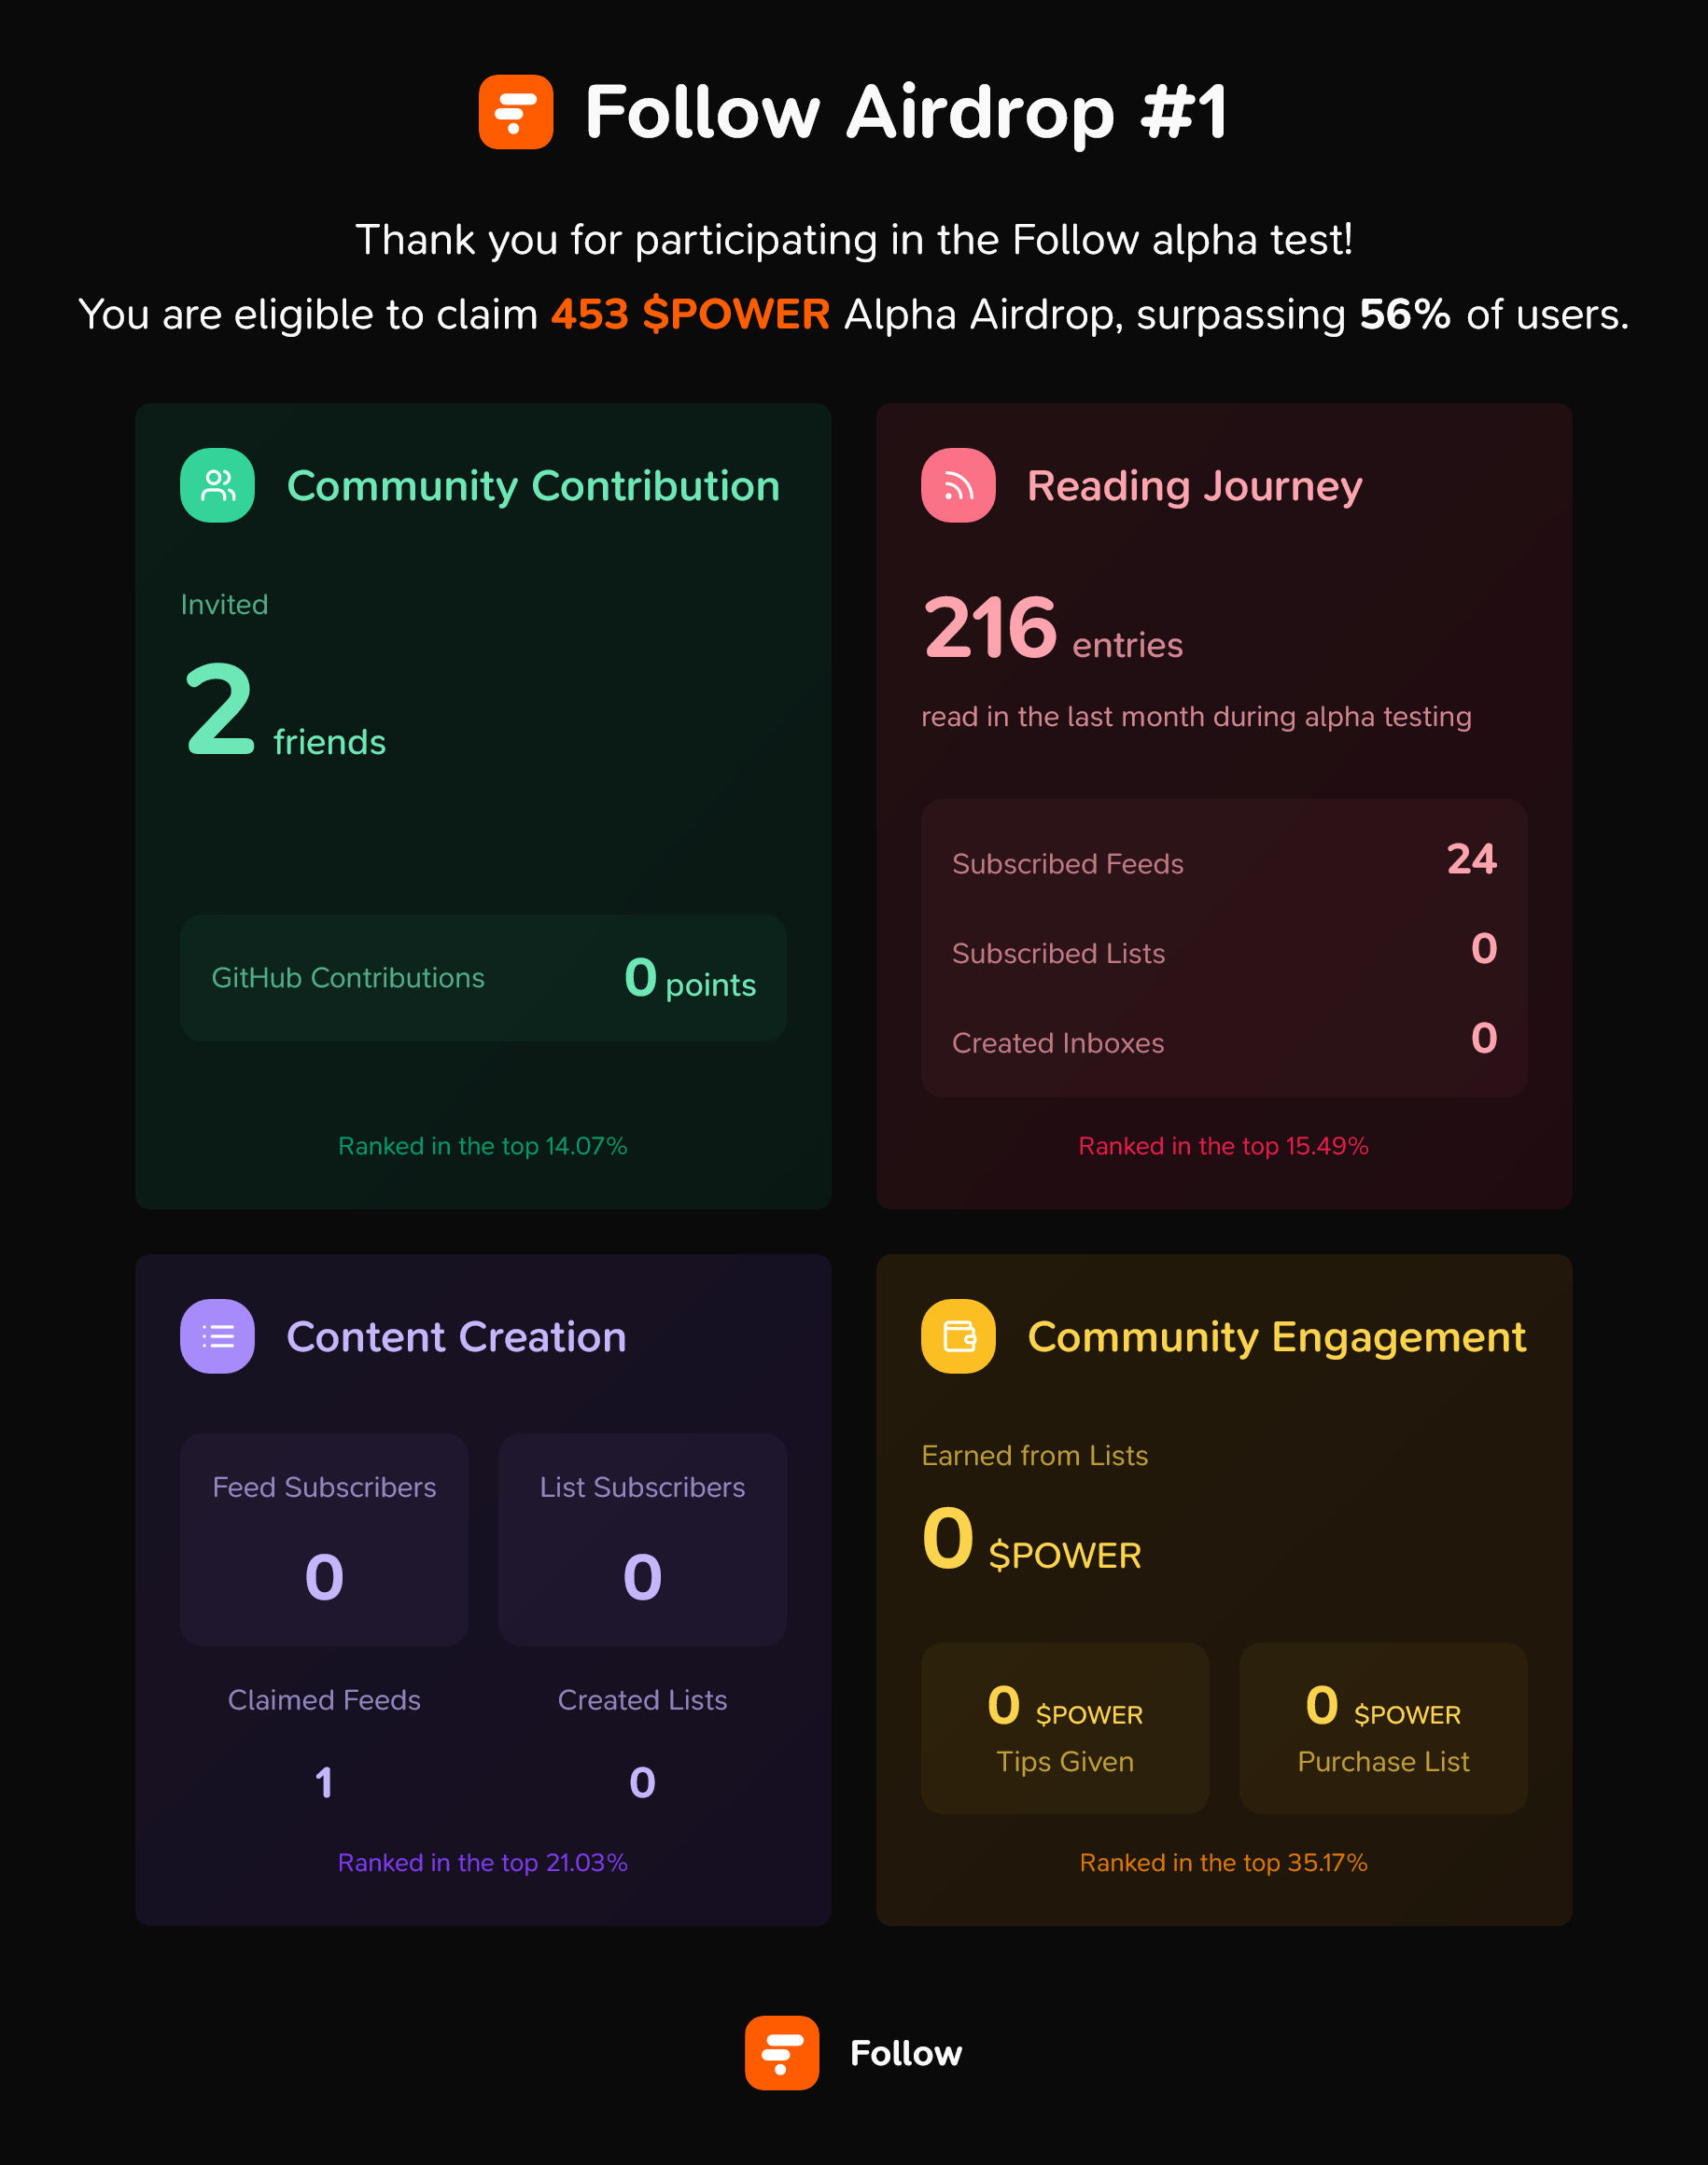 Follow Airdrop #1
Thank you for participating in the Follow alpha test!
You are eligible to claim 453 $POWER Alpha Airdrop, surpassing 56% of users.
Community Contribution
Invited
2 friends
GitHub Contributions 0 points
Ranked in the top 14.07%
Reading Journey
216 entries
read in the last month during alpha testing
Subscribed Feeds 24
Subscribed Lists 0
Created Inboxes 0
Ranked in the top 15.49%
Content Creation
Feed Subscribers
0
List Subscribers
0
Claimed Feeds
1
Created Lists
0
Ranked in the top 21.03%
Community Engagement
Earned from Lists
0 $POWER
0 $POWER
Tips Given
0 $POWER
Purchase List
Ranked in the top 35.17%
Follow